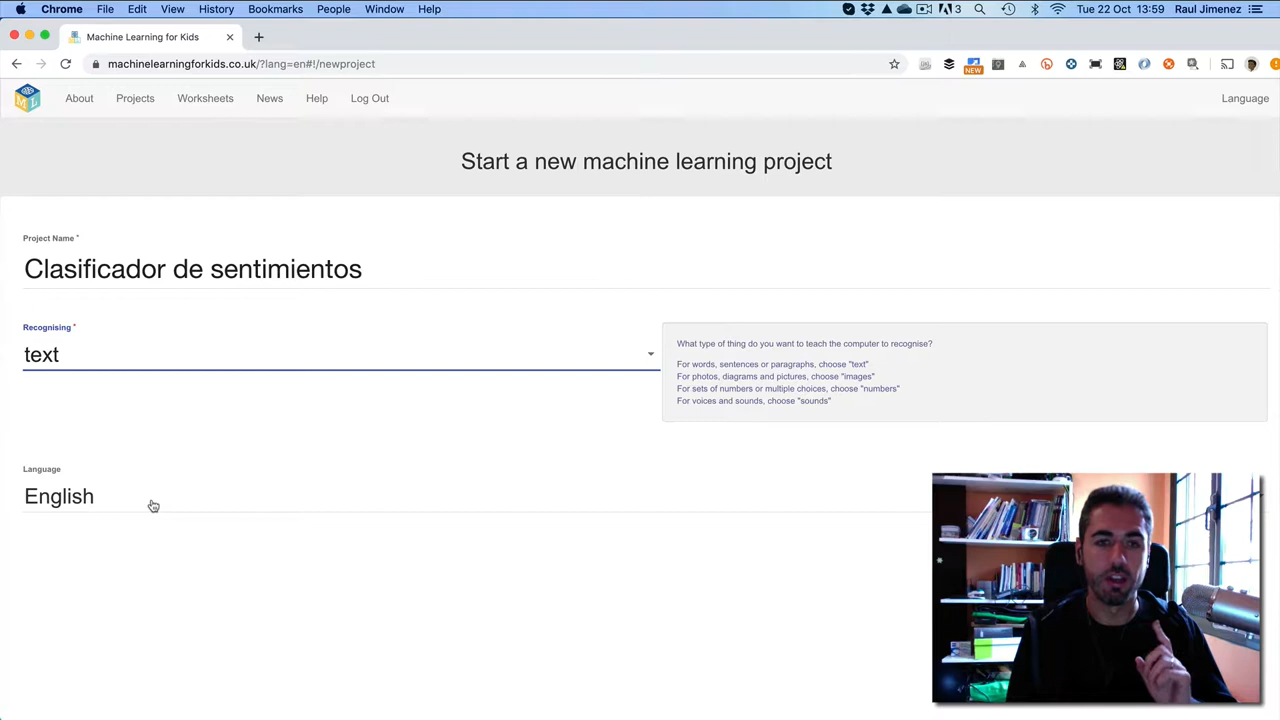 Chrome File Edit View History Bookmarks People Window Help 3 Tue 22 Oct 13:59 Raul Jimenez
Machine Learning for Kids
machinelearningforkids.co.uk/?lang=en#!/newproject
NEW
ML About Projects Worksheets News Help Log Out Language
Start a new machine learning project
Project Name *
Clasificador de sentimientos
Recognising *
text
What type of thing do you want to teach the computer to recognise?
For words, sentences or paragraphs, choose "text"
For photos, diagrams and pictures, choose "images"
For sets of numbers or multiple choices, choose "numbers"
For voices and sounds, choose "sounds"
Language
English